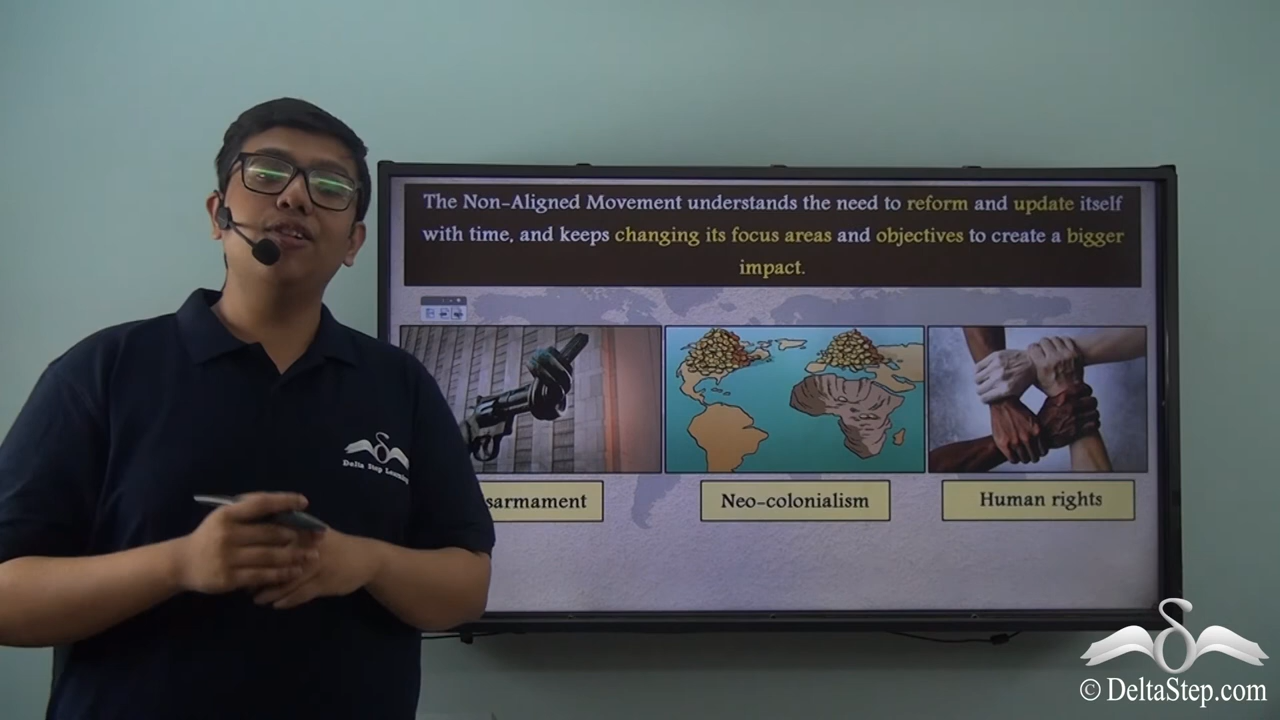 The Non-Aligned Movement understands the need to reform and update itself
with time, and keeps changing its focus areas and objectives to create a bigger
impact.
sarmament
Neo-colonialism
Human rights
Delta Step
© DeltaStep.com